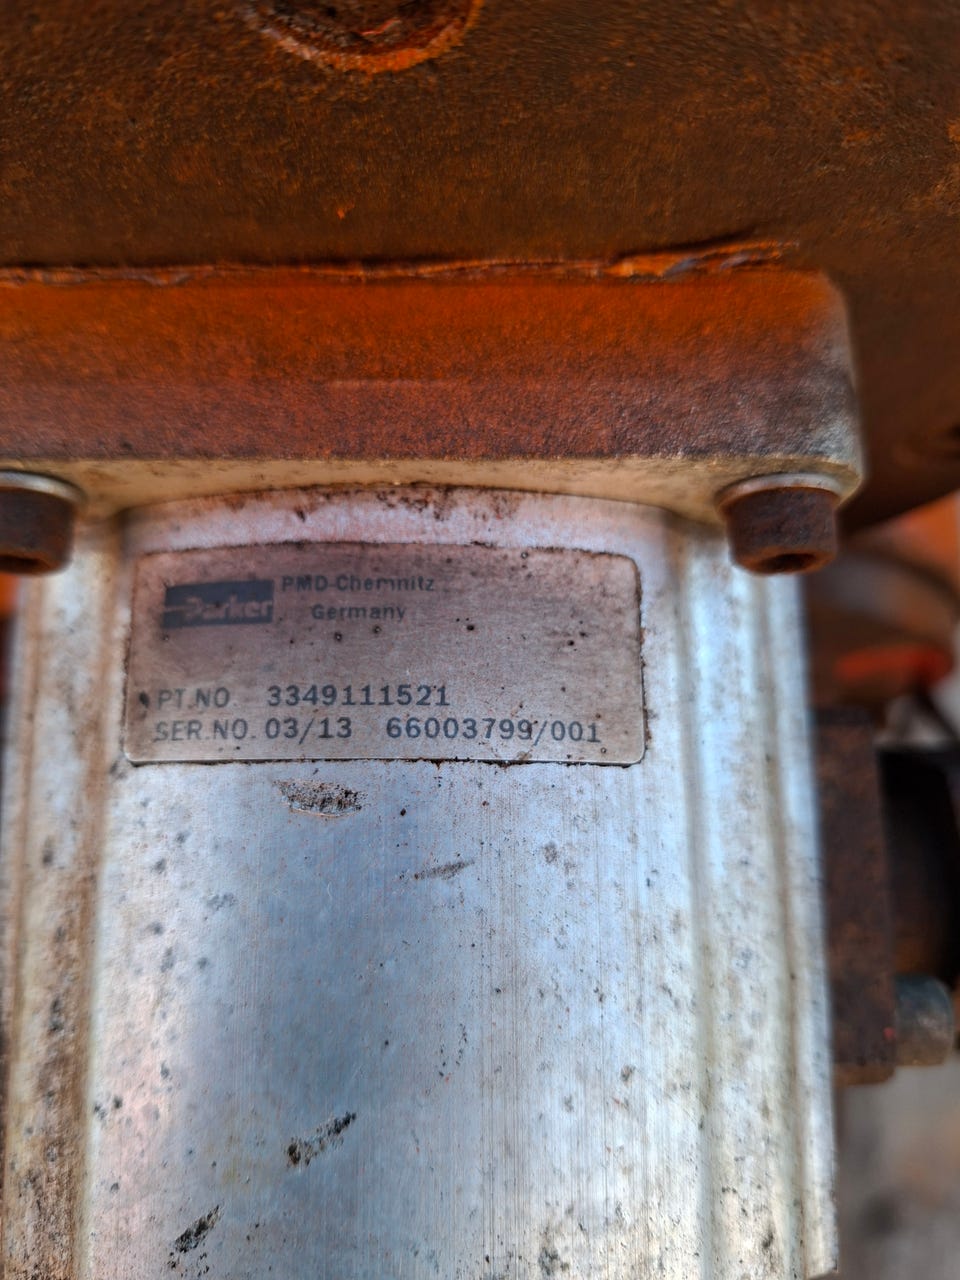 Parker PMD-Chemnitz
Germany
PT.NO. 3349111521
SER.NO. 03/13 66003799/001